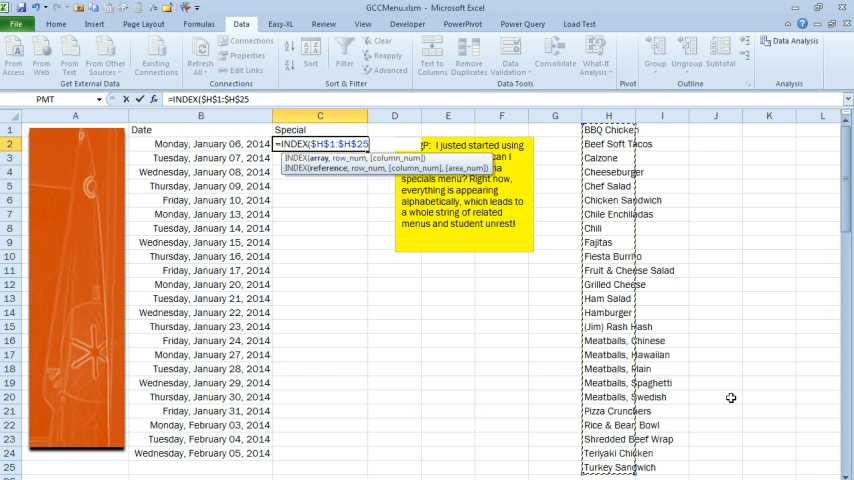 GCCMenu.xlsm - Microsoft Excel
File Home Insert Page Layout Formulas Data Easy-XL Review View Developer PowerPivot Power Query Load Test
From Access From Web From Text From Other Sources Existing Connections
Refresh All Connections Properties Edit Links
Sort Filter Clear Reapply Advanced
Text to Columns Remove Duplicates Data Validation Consolidate What-If Analysis
Outline Data Analysis
Get External Data Connections Sort & Filter Data Tools Pivot Outline Analysis
PMT =INDEX($H$1:$H$25
A B C D E F G H I J K L
1 Date Special BBQ Chicken
2 Monday, January 06, 2014 =INDEX($H$1:$H$25 P: I justed started using Beef Soft Tacos
INDEX(array, row_num, [column_num])
3 Tuesday, January 07, 2014 can I Calzone
INDEX(reference, row_num, [column_num], [area_num])
4 Wednesday, January 08, 2014 specials menu? Right now, Cheeseburger
5 Thursday, January 09, 2014 everything is appearing Chef Salad
6 Friday, January 10, 2014 alphabetically, which leads to Chicken Sandwich
7 Monday, January 13, 2014 a whole string of related Chile Enchiladas
8 Tuesday, January 14, 2014 menus and student unrest! Chili
9 Wednesday, January 15, 2014 Fajitas
10 Thursday, January 16, 2014 Fiesta Burrito
11 Friday, January 17, 2014 Fruit & Cheese Salad
12 Monday, January 20, 2014 Grilled Cheese
13 Tuesday, January 21, 2014 Ham Salad
14 Wednesday, January 22, 2014 Hamburger
15 Thursday, January 23, 2014 (Jim) Rash Hash
16 Friday, January 24, 2014 Meatballs, Chinese
17 Monday, January 27, 2014 Meatballs, Hawaiian
18 Tuesday, January 28, 2014 Meatballs, Plain
19 Wednesday, January 29, 2014 Meatballs, Spaghetti
20 Thursday, January 30, 2014 Meatballs, Swedish
21 Friday, January 31, 2014 Pizza Crunchers
22 Monday, February 03, 2014 Rice & Bean Bowl
23 Tuesday, February 04, 2014 Shredded Beef Wrap
24 Wednesday, February 05, 2014 Teriyaki Chicken
25 Turkey Sandwich